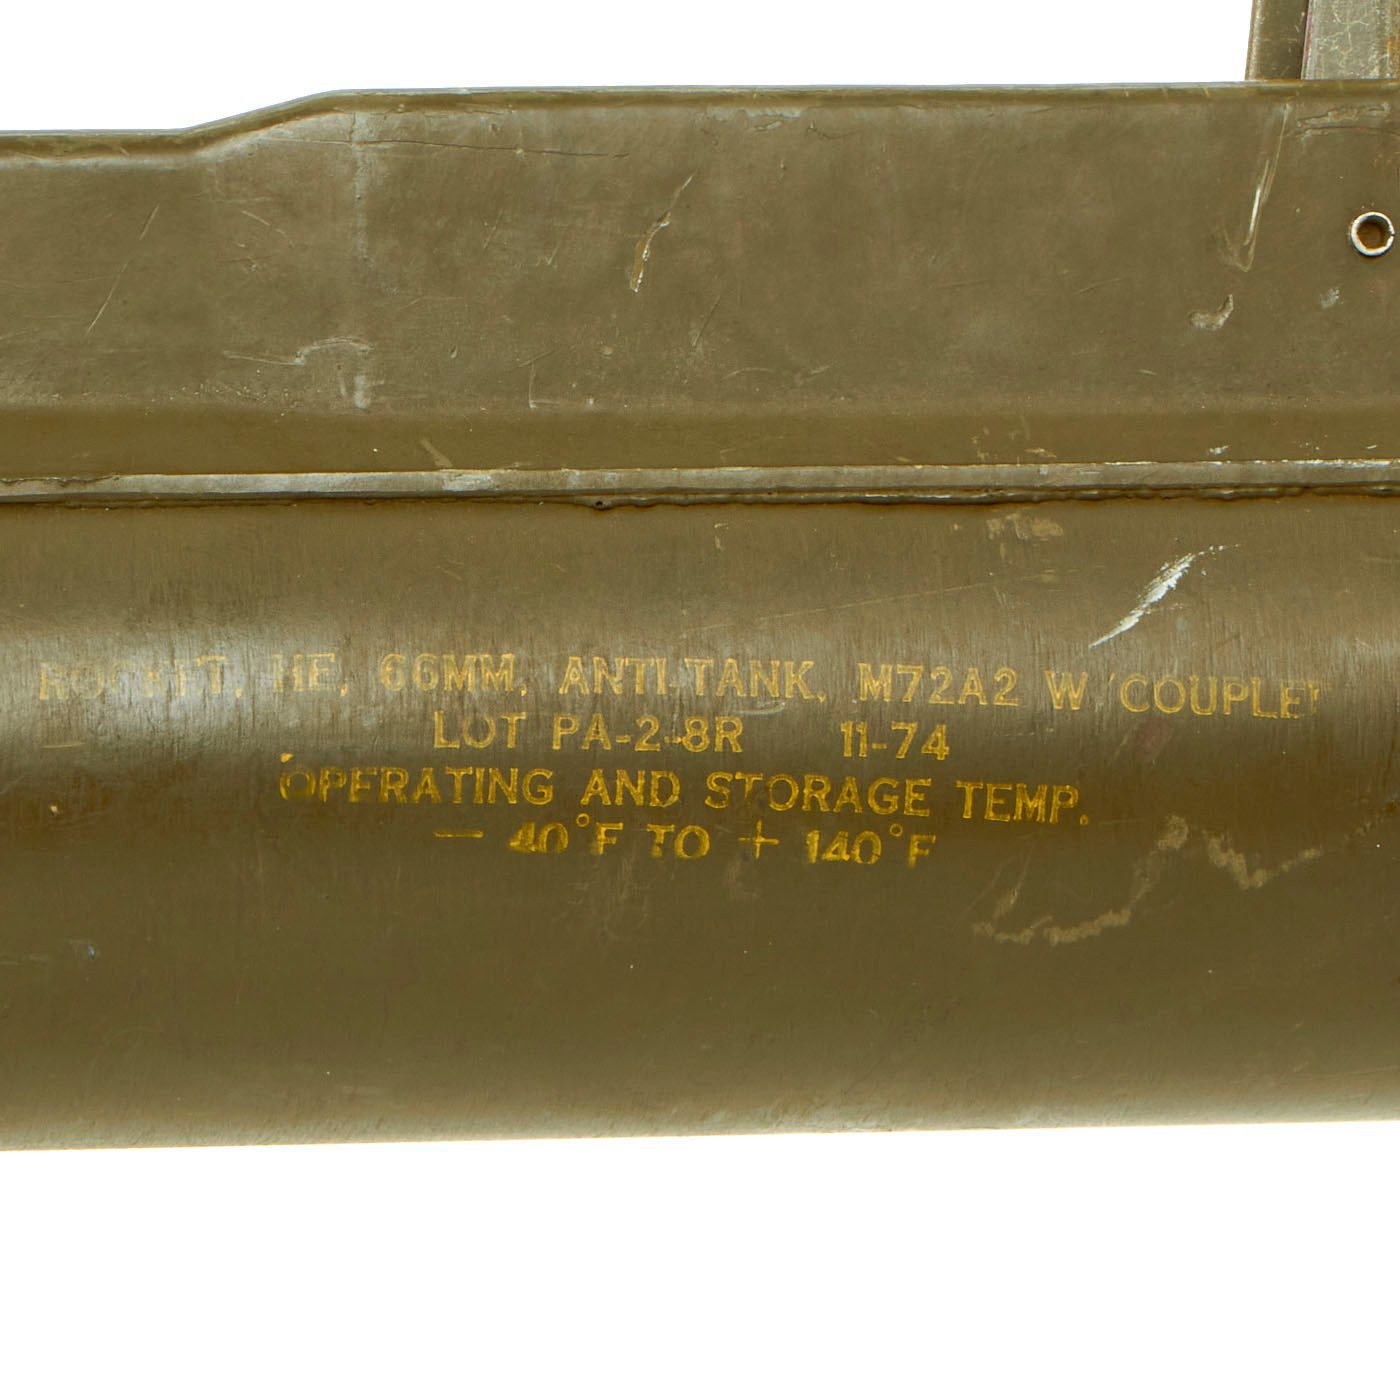 ROCKET, HE, 66MM, ANTI-TANK, M72A2 W/COUPLER
LOT PA-2-8R 11-74
OPERATING AND STORAGE TEMP.
— 40°F TO + 140°F